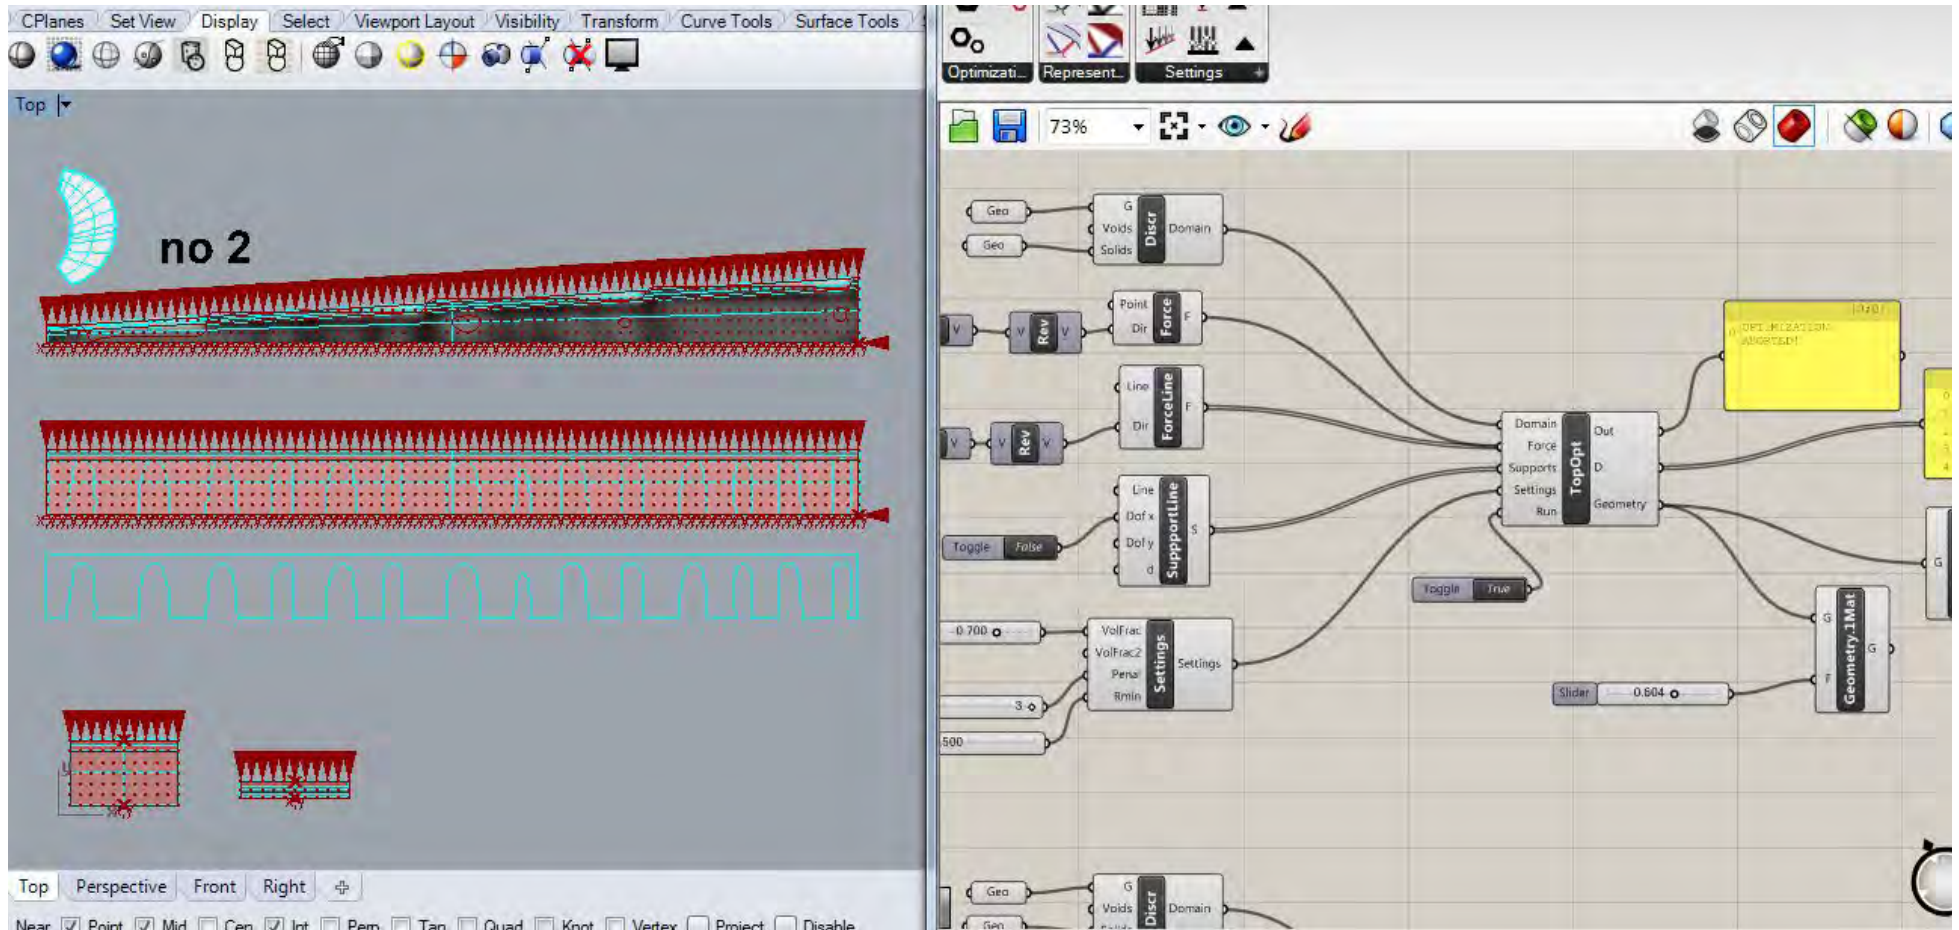 CPlanes Set View Display Select Viewport Layout Visibility Transform Curve Tools Surface Tools
Top
no 2
Top Perspective Front Right
Near Point Mid Cen Int Perp Tan Quad Knot Vertex Project Disable
Optimizati... Represent... Settings +
73%
Geo
Geo
G
Voids
Solids
Discr
Domain
V
V Rev V
Point
Dir
Force
F
V
V Rev V
Line
Dir
ForceLine
F
Toggle False
Line
Dof x
Dof y
d
SuppportLine
S
0.700
3
500
VolFrac
VolFrac2
Penal
Rmin
Settings
Settings
Domain
Force
Supports
Settings
Run
TopOpt
Out
D
Geometry
Toggle True
OPTIMIZATION
ABORTED!
Slider 0.604
G
F
Geometry.1Mat
G
G
Geo
Geo
G
Voids
Solids
Discr
Domain